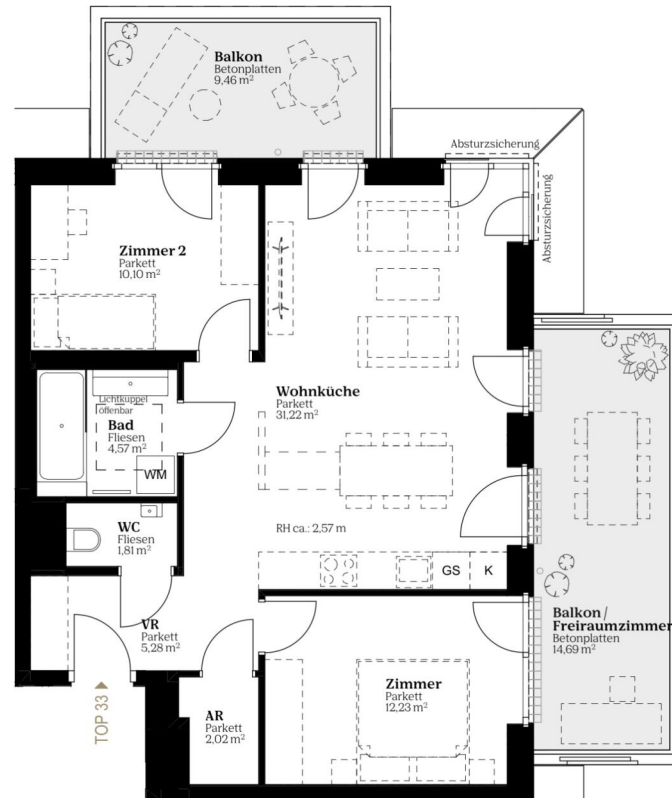 Balkon
Betonplatten
9,46 m²
Absturzsicherung
Absturzsicherung
Zimmer 2
Parkett
10,10 m²
Wohnküche
Parkett
31,22 m²
Lichtkuppel
öffenbar
Bad
Fliesen
4,57 m²
WM
WC
Fliesen
1,81 m²
RH ca.: 2,57 m
GS
K
VR
Parkett
5,28 m²
Balkon /
Freiraumzimmer
Betonplatten
14,69 m²
Zimmer
Parkett
12,23 m²
AR
Parkett
2,02 m²
TOP 33